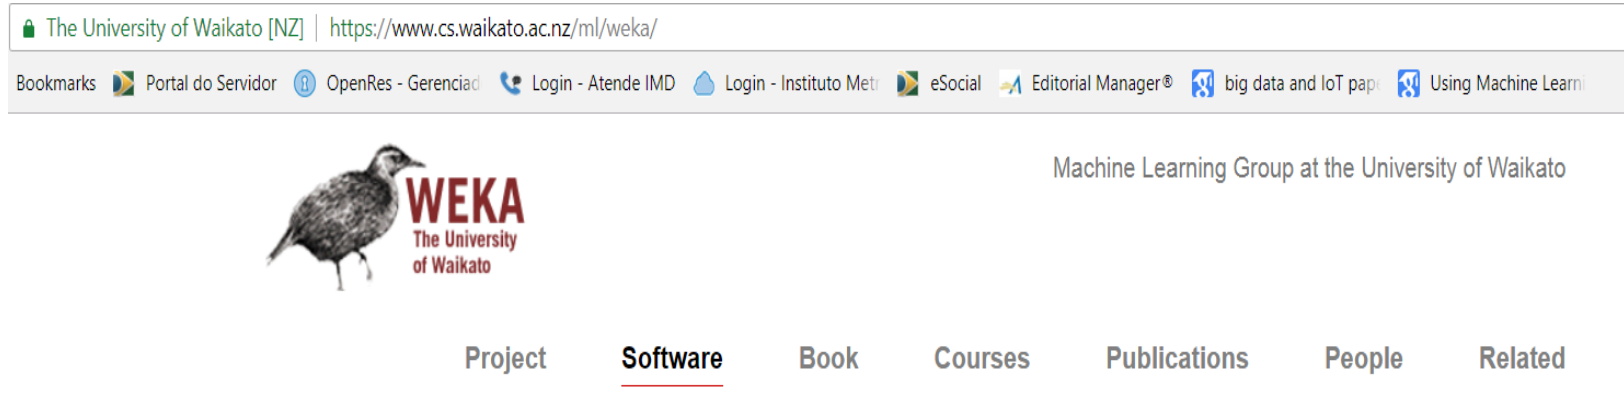 The University of Waikato [NZ] | https://www.cs.waikato.ac.nz/ml/weka/
Bookmarks Portal do Servidor OpenRes - Gerenciad Login - Atende IMD Login - Instituto Metr eSocial Editorial Manager® big data and IoT pape Using Machine Learni
Machine Learning Group at the University of Waikato
WEKA
The University
of Waikato
Project Software Book Courses Publications People Related